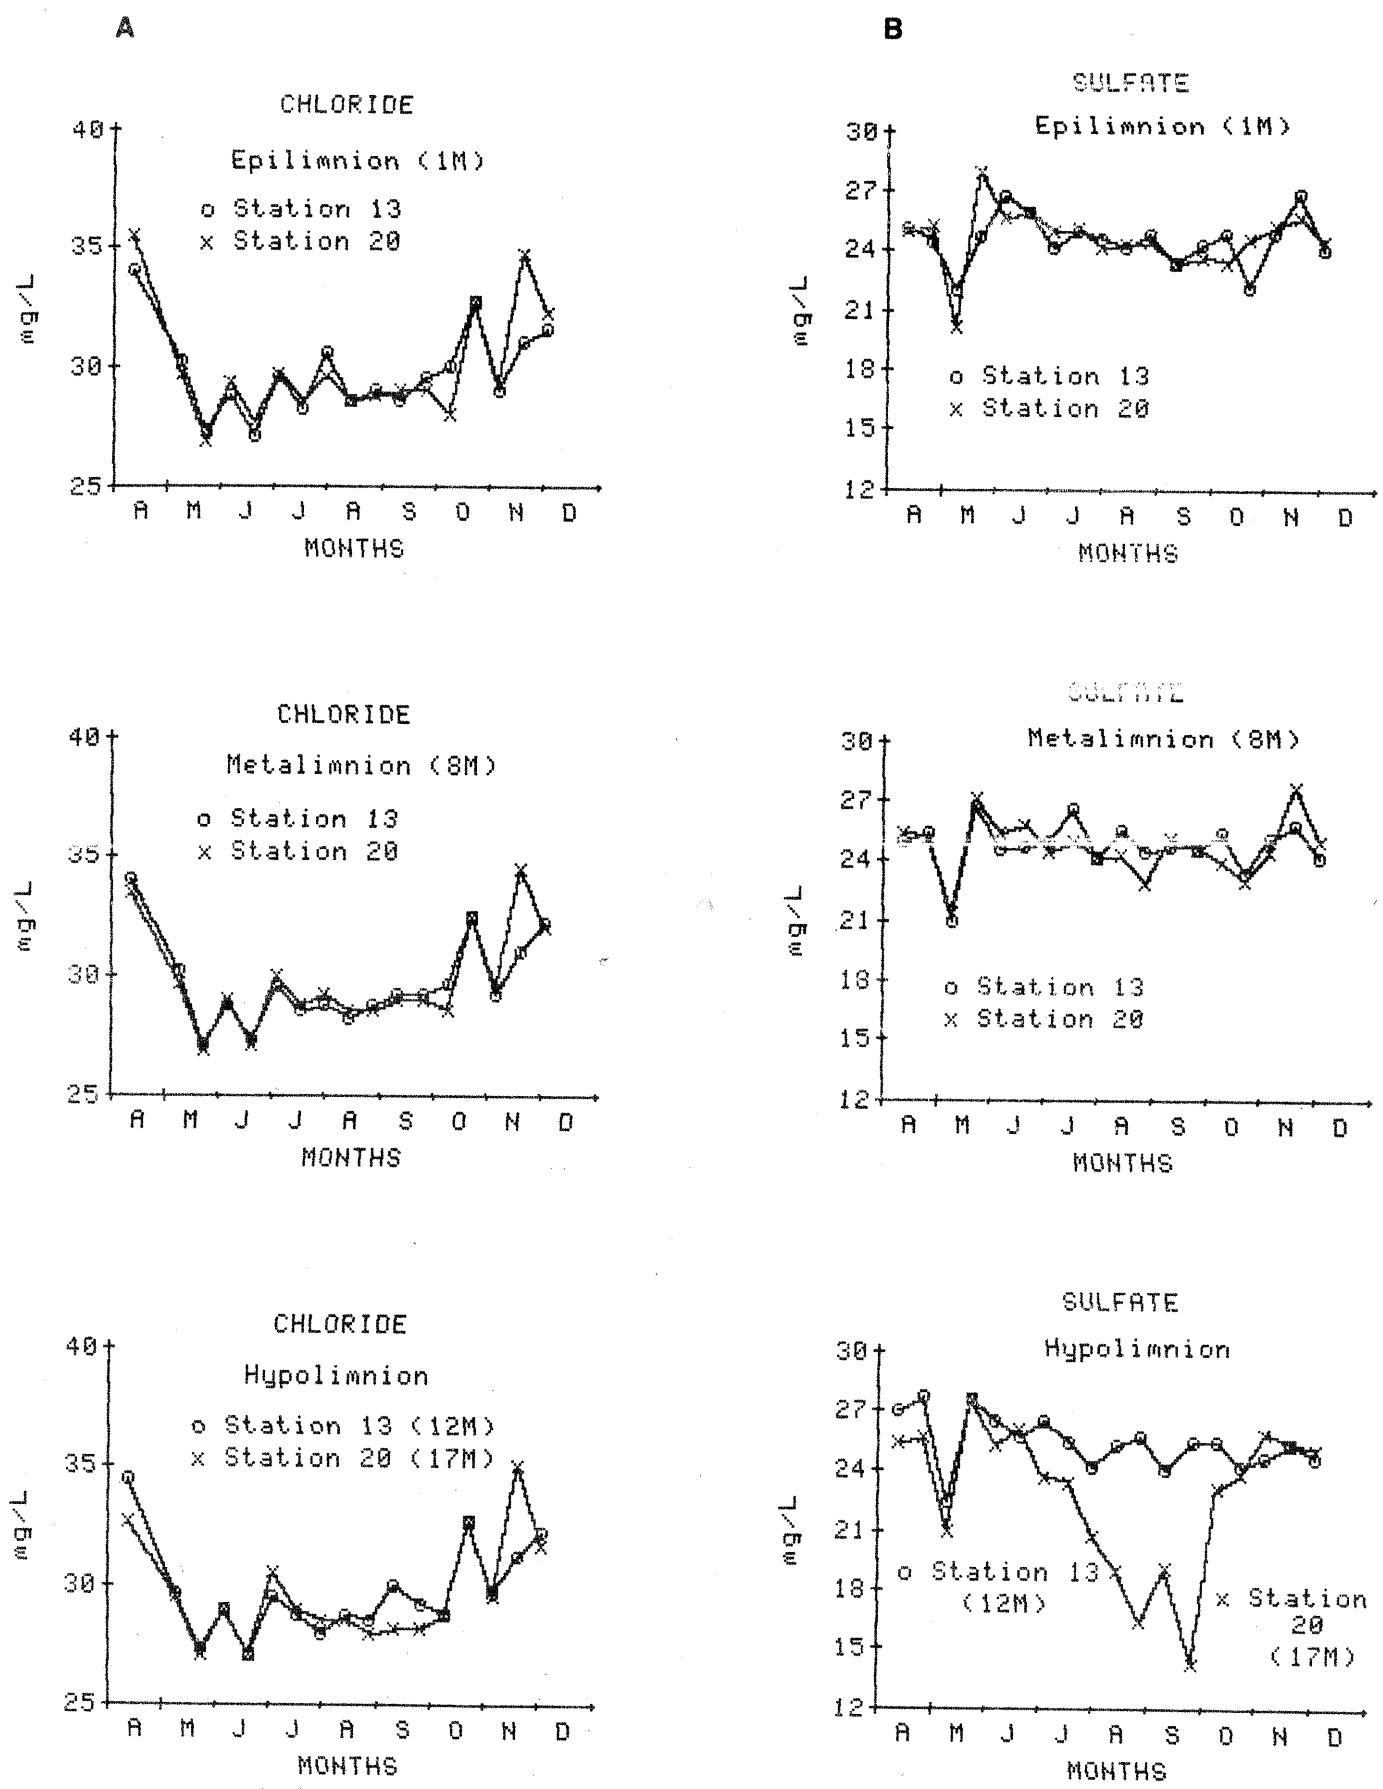 A
CHLORIDE
Epilimnion (1M)
o Station 13
x Station 20
40
35
30
25
mg/L
A M J J A S O N D
MONTHS
CHLORIDE
Metalimnion (8M)
o Station 13
x Station 20
40
35
30
25
mg/L
A M J J A S O N D
MONTHS
CHLORIDE
Hypolimnion
o Station 13 (12M)
x Station 20 (17M)
40
35
30
25
mg/L
A M J J A S O N D
MONTHS
B
SULFATE
Epilimnion (1M)
30
27
24
21
18
15
12
mg/L
o Station 13
x Station 20
A M J J A S O N D
MONTHS
SULFATE
Metalimnion (8M)
30
27
24
21
18
15
12
mg/L
o Station 13
x Station 20
A M J J A S O N D
MONTHS
SULFATE
Hypolimnion
30
27
24
21
18
15
12
mg/L
o Station 13
(12M)
x Station
20
(17M)
A M J J A S O N D
MONTHS